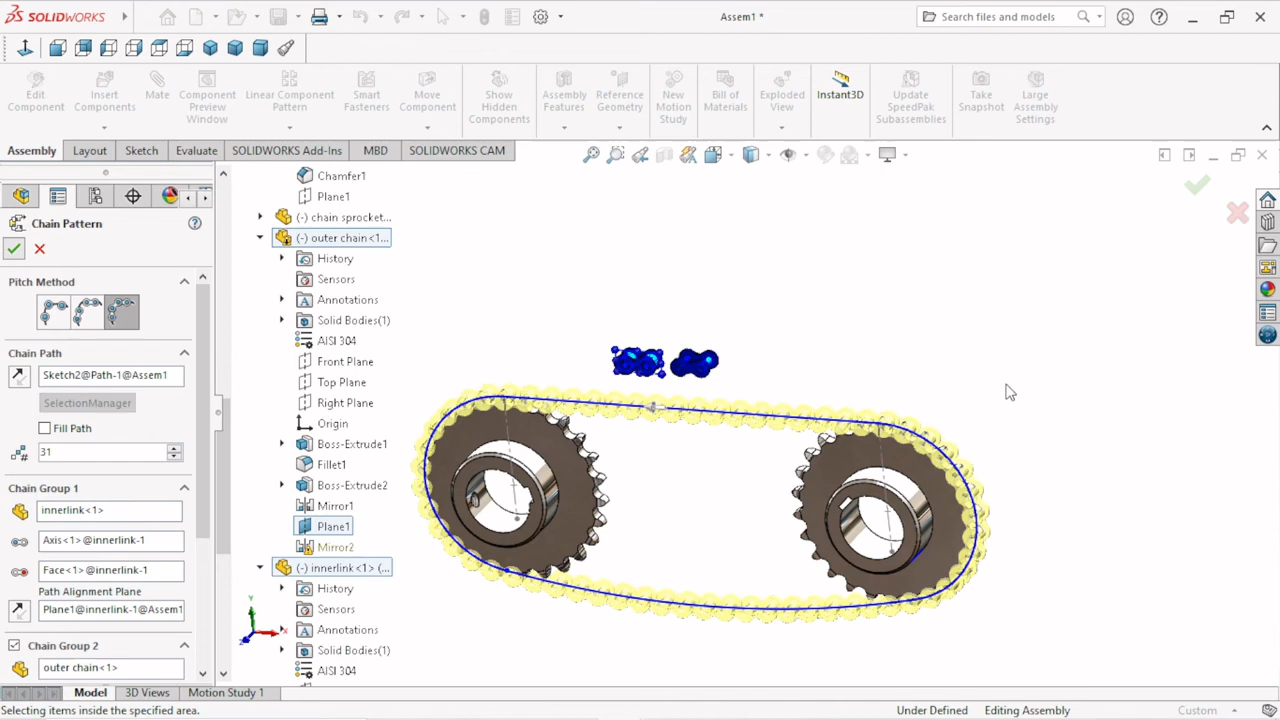 SOLIDWORKS
Assem1 *
Search files and models
Edit Component
Insert Components
Mate
Component Preview Window
Linear Component Pattern
Smart Fasteners
Move Component
Show Hidden Components
Assembly Features
Reference Geometry
New Motion Study
Bill of Materials
Exploded View
Instant3D
Update SpeedPak Subassemblies
Take Snapshot
Large Assembly Settings
Assembly
Layout
Sketch
Evaluate
SOLIDWORKS Add-Ins
MBD
SOLIDWORKS CAM
Chain Pattern
Pitch Method
Chain Path
Sketch2@Path-1@Assem1
SelectionManager
Fill Path
31
Chain Group 1
innerlink<1>
Axis<1>@innerlink-1
Face<1>@innerlink-1
Path Alignment Plane
Plane1@innerlink-1@Assem1
Chain Group 2
outer chain<1>
Chamfer1
Plane1
(-) chain sprocket...
(-) outer chain<1...
History
Sensors
Annotations
Solid Bodies(1)
AISI 304
Front Plane
Top Plane
Right Plane
Origin
Boss-Extrude1
Fillet1
Boss-Extrude2
Mirror1
Plane1
Mirror2
(-) innerlink<1> (...
History
Sensors
Annotations
Solid Bodies(1)
AISI 304
Model
3D Views
Motion Study 1
Selecting items inside the specified area.
Under Defined
Editing Assembly
Custom